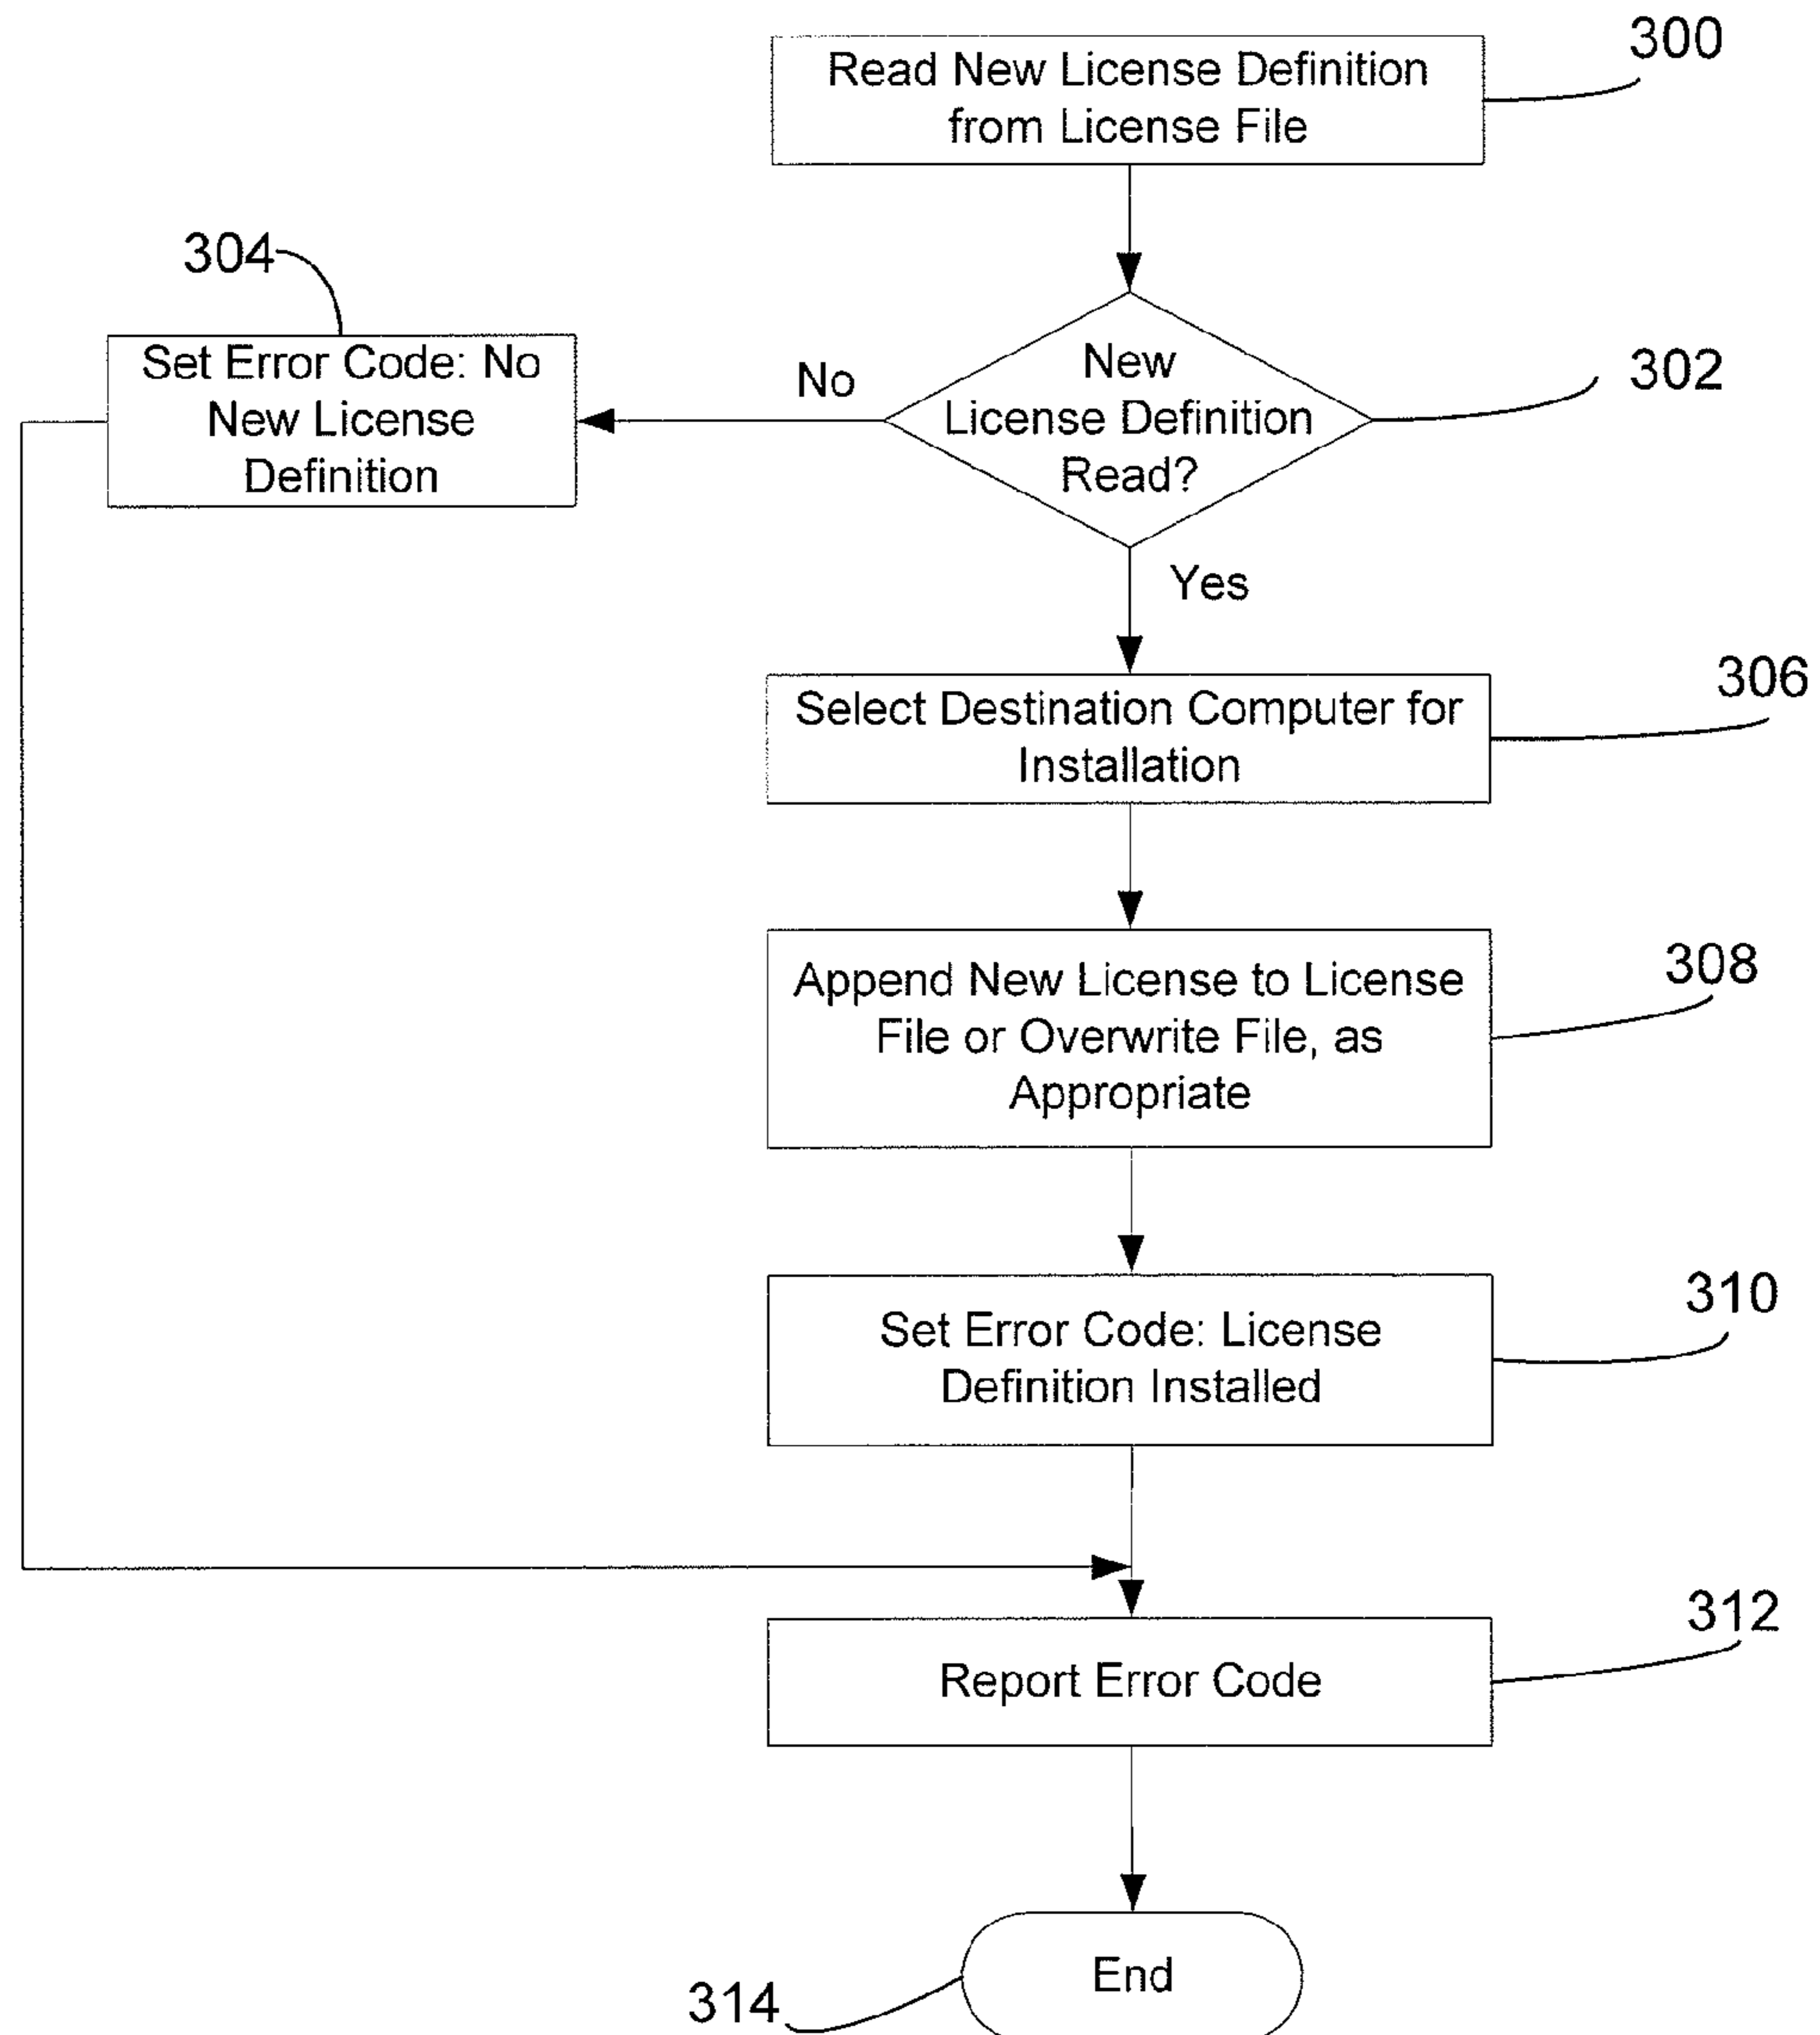 300
Read New License Definition
from License File
304
302
Set Error Code: No
New License
Definition
No
New
License Definition
Read?
Yes
306
Select Destination Computer for
Installation
308
Append New License to License
File or Overwrite File, as
Appropriate
310
Set Error Code: License
Definition Installed
312
Report Error Code
End
314